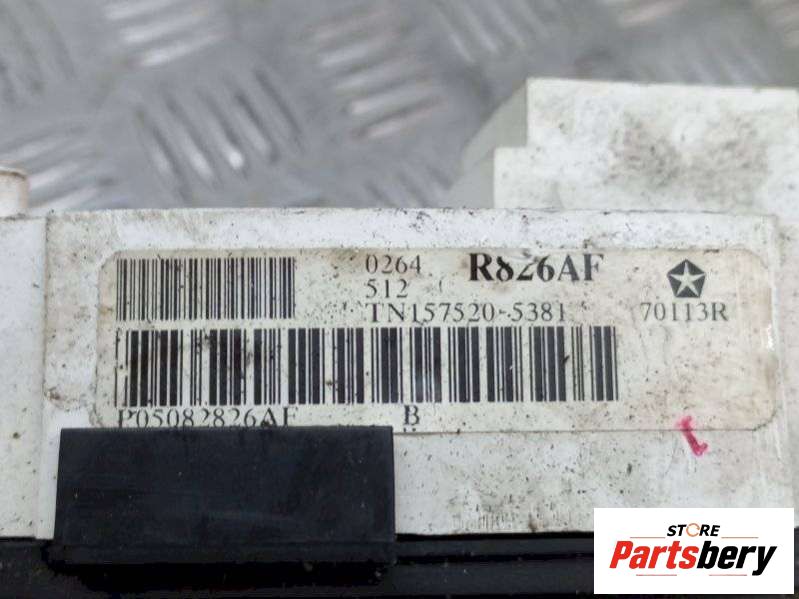 0264 R826AF
512
TN157520-5381 70113R
P05082826AF B
STORE
Partsbery